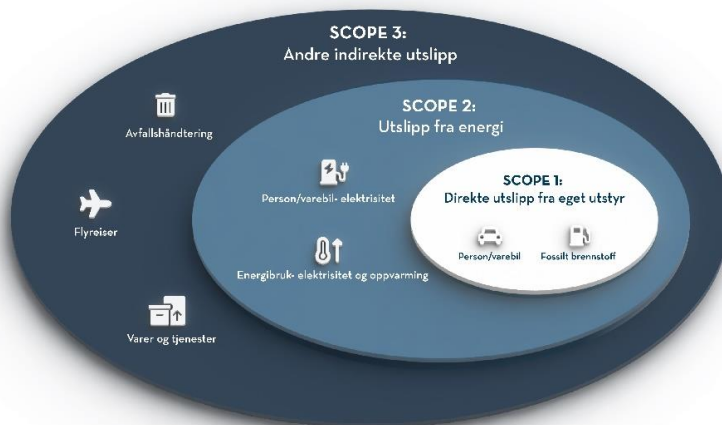 SCOPE 3:
Andre indirekte utslipp
Avfallshåndtering
Flyreiser
Varer og tjenester
SCOPE 2:
Utslipp fra energi
Person/varebil- elektrisitet
Energibruk- elektrisitet og oppvarming
SCOPE 1:
Direkte utslipp fra eget utstyr
Person/varebil
Fossilt brennstoff